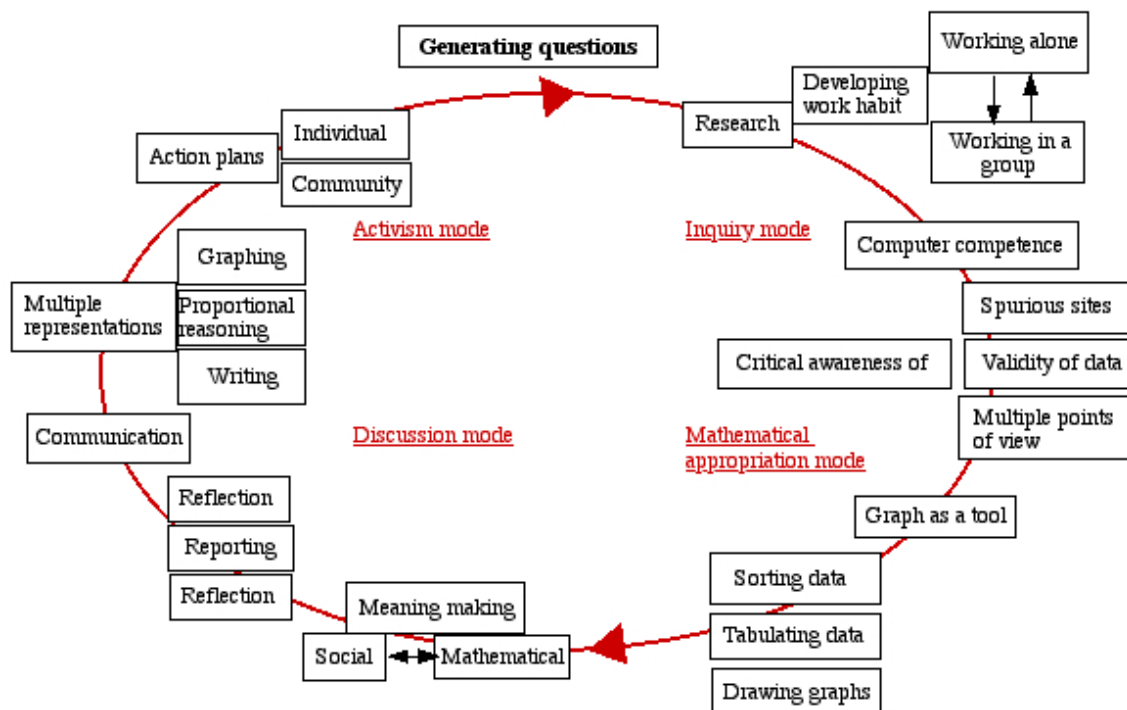 Generating questions
Working alone
Developing
work habit
Research
Working in a
group
Individual
Action plans
Community
Activism mode
Inquiry mode
Computer competence
Graphing
Multiple
representations
Proportional
reasoning
Writing
Spurious sites
Critical awareness of
Validity of data
Multiple points
of view
Communication
Discussion mode
Mathematical
appropriation mode
Reflection
Reporting
Reflection
Graph as a tool
Sorting data
Tabulating data
Drawing graphs
Meaning making
Social
Mathematical